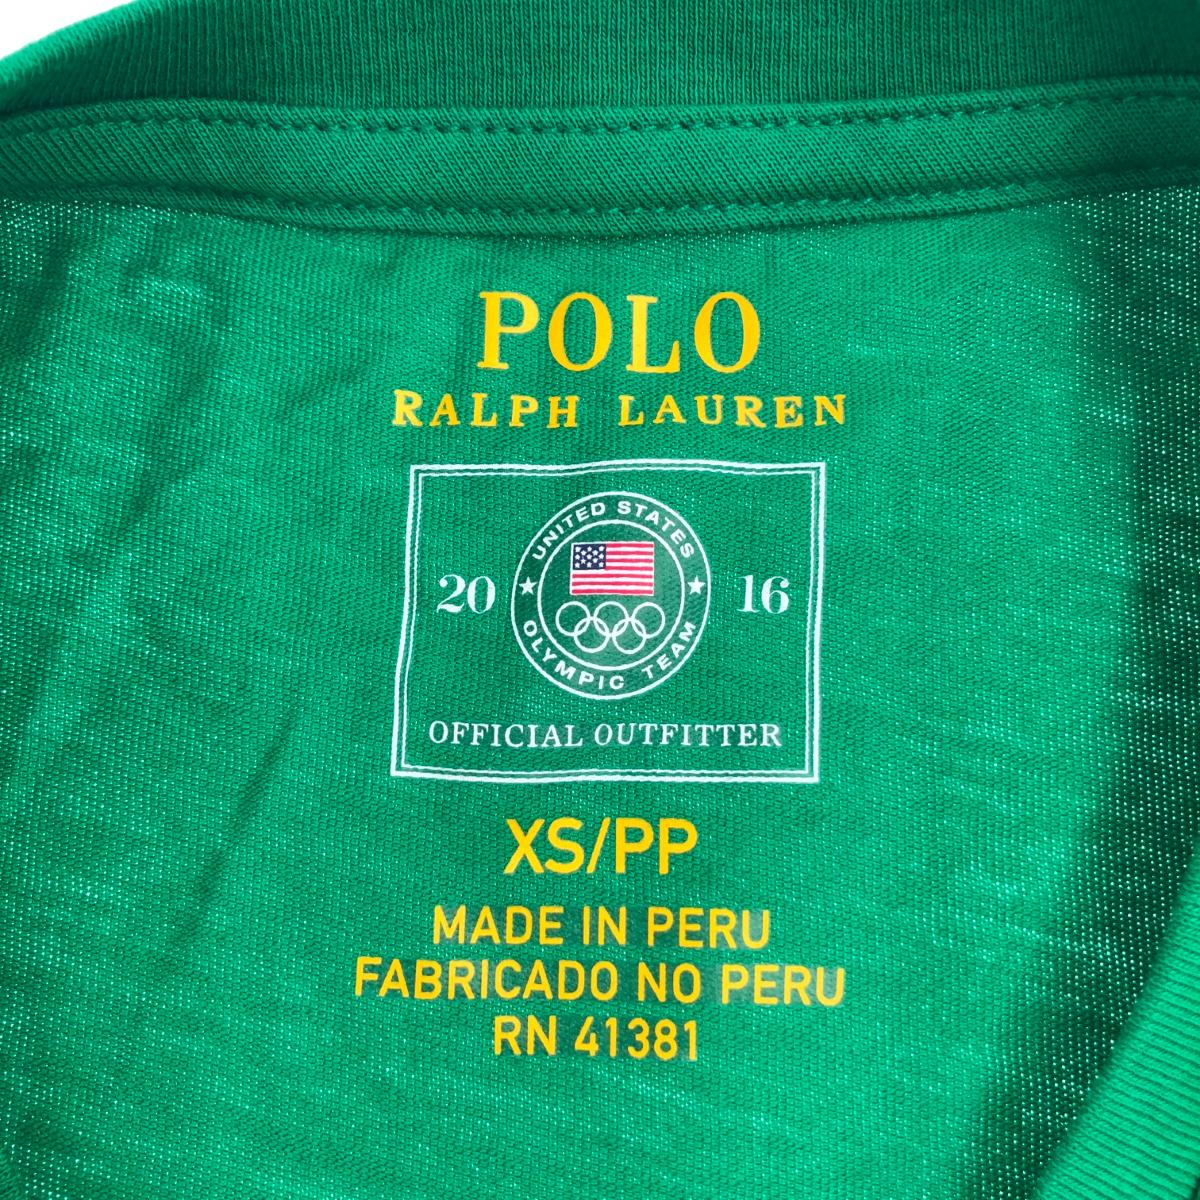 POLO
RALPH LAUREN
UNITED STATES
20 16
OLYMPIC TEAM
OFFICIAL OUTFITTER
XS/PP
MADE IN PERU
FABRICADO NO PERU
RN 41381